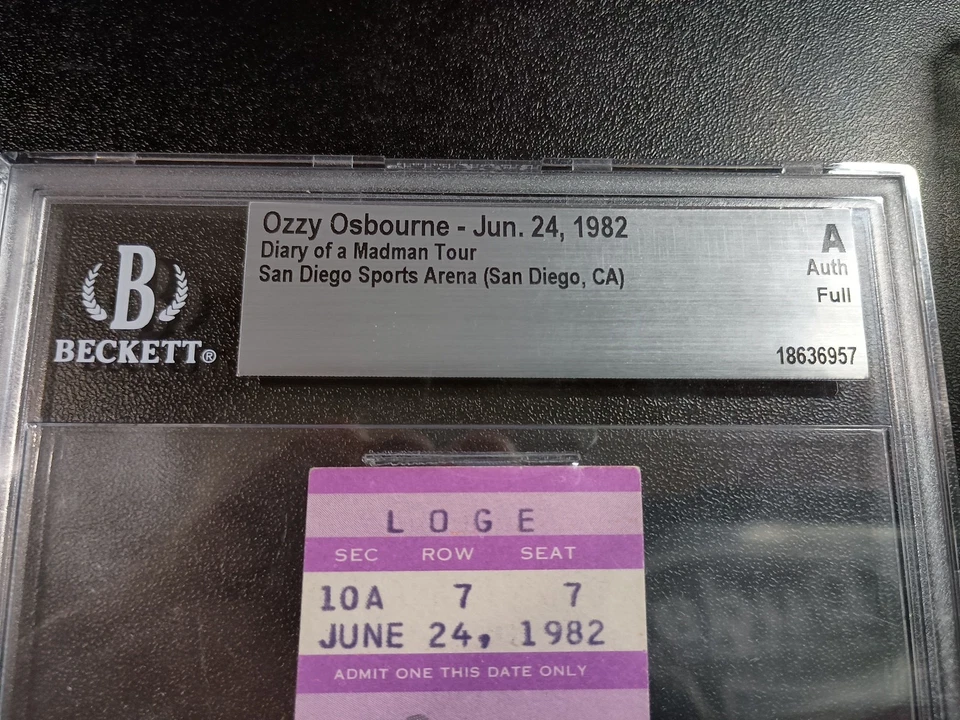 Ozzy Osbourne - Jun. 24, 1982
Diary of a Madman Tour
San Diego Sports Arena (San Diego, CA)
A
Auth
Full
18636957
B
BECKETT®
LOGE
SEC ROW SEAT
10A 7 7
JUNE 24, 1982
ADMIT ONE THIS DATE ONLY